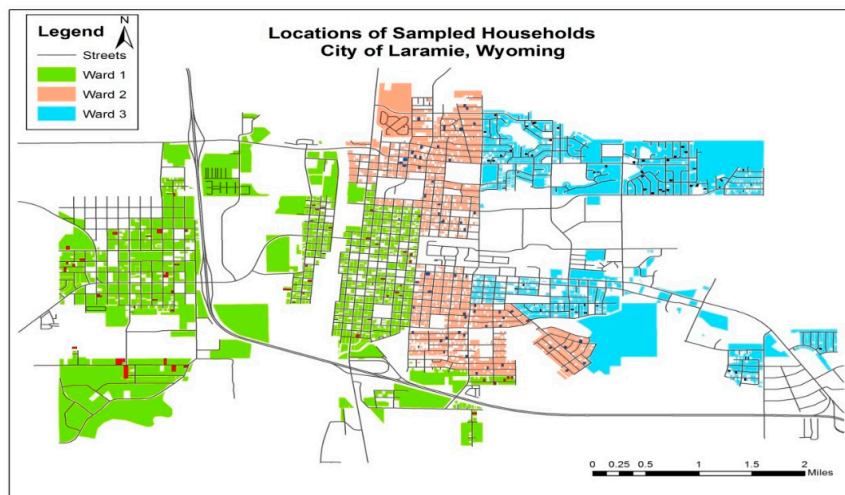 Locations of Sampled Households
City of Laramie, Wyoming
Legend
N
Streets
Ward 1
Ward 2
Ward 3
0 0.25 0.5 1 1.5 2
Miles